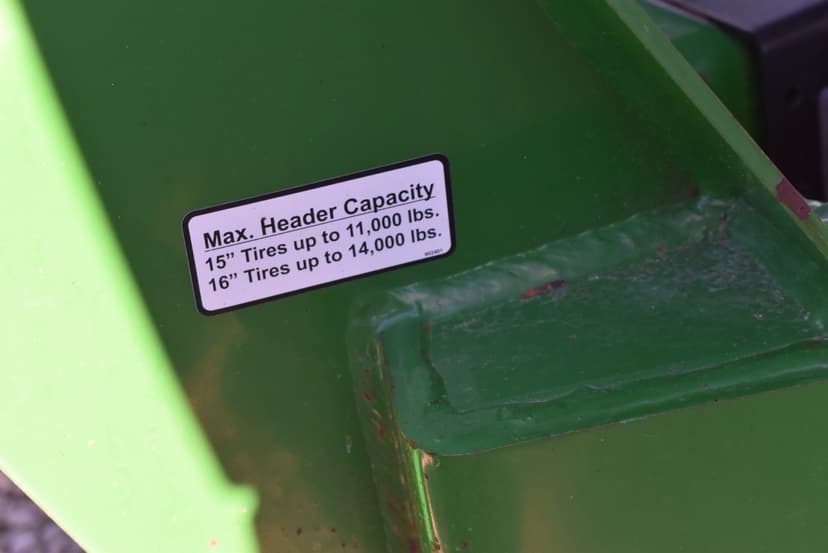 Max. Header Capacity
15” Tires up to 11,000 lbs.
16” Tires up to 14,000 lbs.